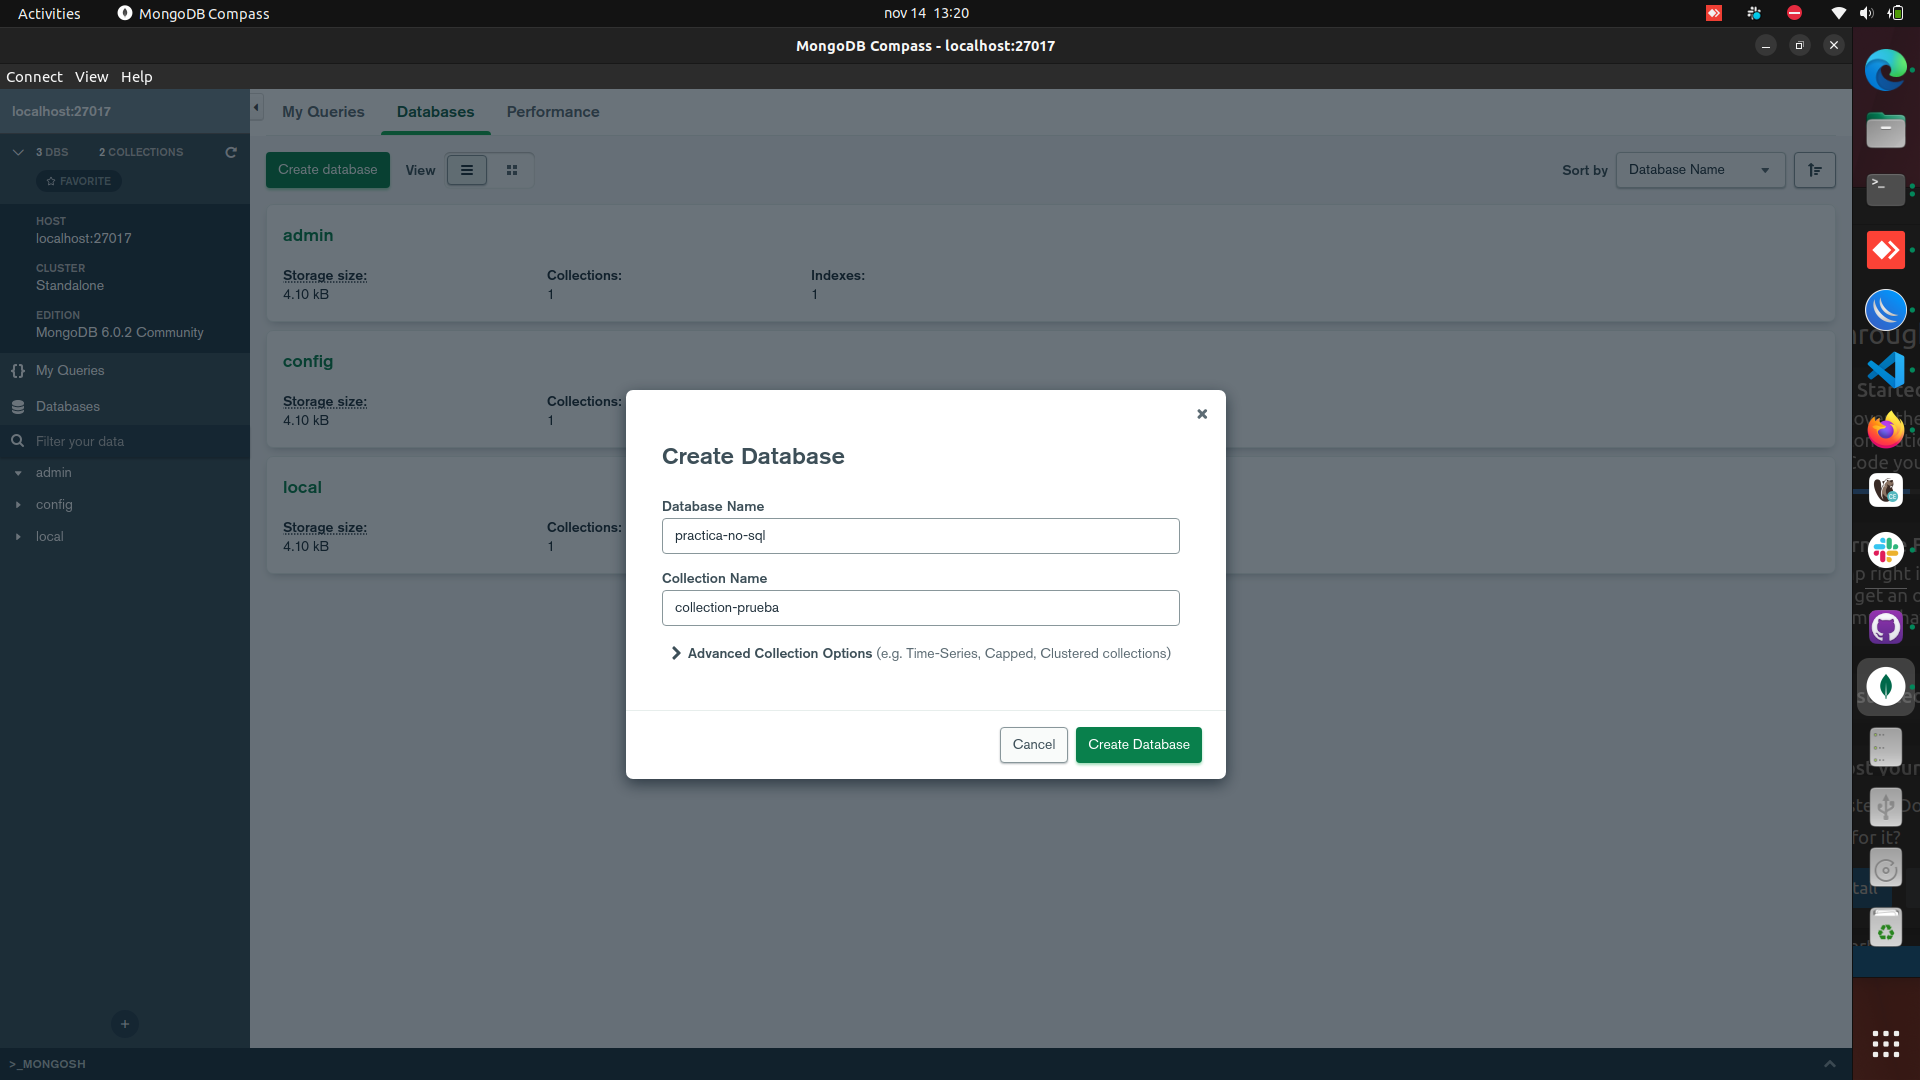 Activities
MongoDB Compass
nov 14 13:20
MongoDB Compass - localhost:27017
Connect View Help
localhost:27017
My Queries Databases Performance
3 DBS 2 COLLECTIONS
FAVORITE
Create database
View
Sort by
Database Name
HOST
localhost:27017
CLUSTER
Standalone
EDITION
MongoDB 6.0.2 Community
My Queries
Databases
Filter your data
admin
config
local
admin
Storage size: Collections: Indexes:
4.10 kB 1 1
config
Storage size: Collections:
4.10 kB 1
local
Storage size: Collections:
4.10 kB 1
Create Database
Database Name
practica-no-sql
Collection Name
collection-prueba
Advanced Collection Options (e.g. Time-Series, Capped, Clustered collections)
Cancel
Create Database
>_MONGOSH
for it?